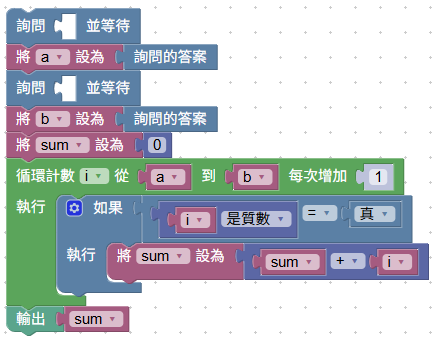 詢問 並等待
將 a 設為 詢問的答案
詢問 並等待
將 b 設為 詢問的答案
將 sum 設為 0
循環計數 i 從 a 到 b 每次增加 1
執行 如果 i 是質數 = 真
執行 將 sum 設為 sum + i
輸出 sum